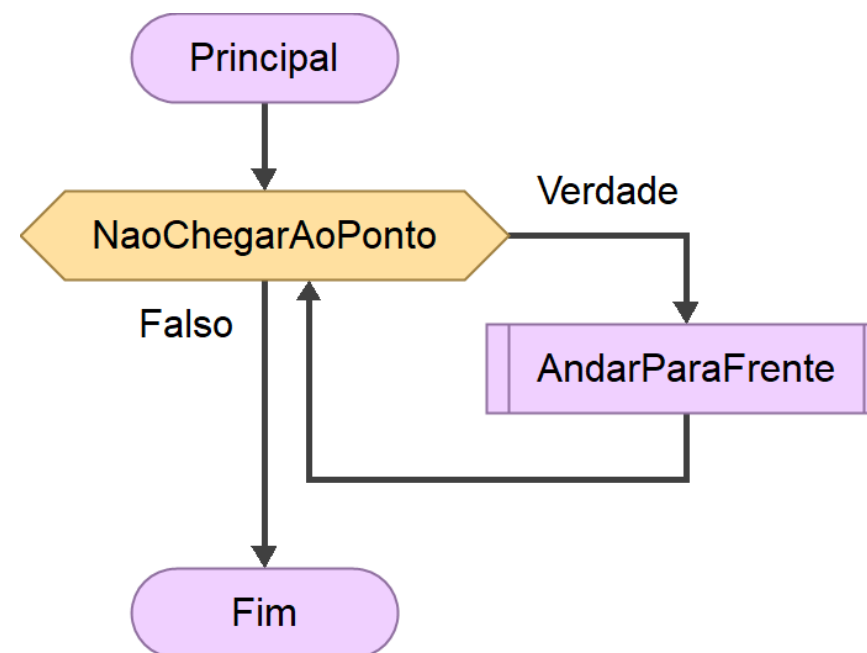 Principal
Verdade
NaoChegarAoPonto
Falso
AndarParaFrente
Fim